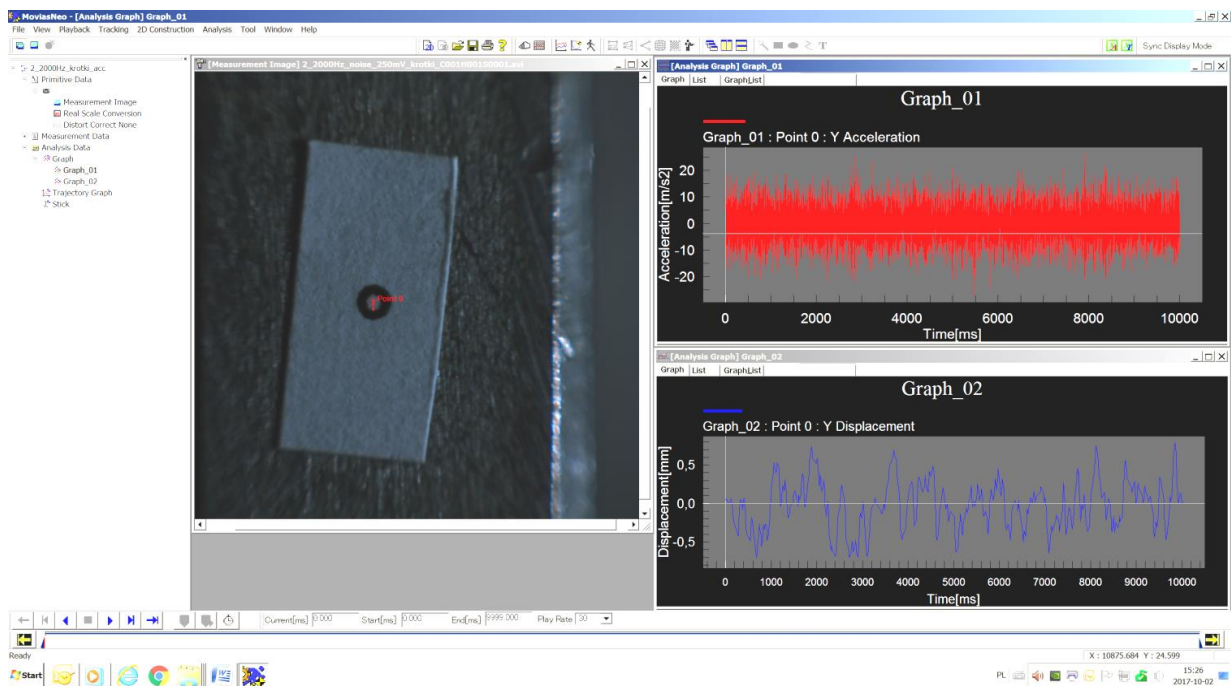 MoviasNeo - [Analysis Graph] Graph_01
File View Playback Tracking 2D Construction Analysis Tool Window Help
Sync Display Mode
2_2000Hz_noise_acc
Primitive Data
Measurement Image
Real Scale Conversion
Distort Correct None
Measurement Data
Analysis Data
Graph
Graph_01
Graph_02
Trajectory Graph
Stick
[Measurement Image] 2_2000Hz_noise_250mV_krotki_C001H001S0001.avi
Point 0
[Analysis Graph] Graph_01
Graph List GraphList
Graph_01
Graph_01 : Point 0 : Y Acceleration
Acceleration[m/s2]
20
10
0
-10
-20
0 2000 4000 6000 8000 10000
Time[ms]
[Analysis Graph] Graph_02
Graph List GraphList
Graph_02
Graph_02 : Point 0 : Y Displacement
Displacement[mm]
0,5
0,0
-0,5
0 1000 2000 3000 4000 5000 6000 7000 8000 9000 10000
Time[ms]
Current[ms] 0.000 Start[ms] 0.000 End[ms] 9999.000 Play Rate 30
Ready
X : 10875.684 Y : 24.599
Start
PL
15:26
2017-10-02